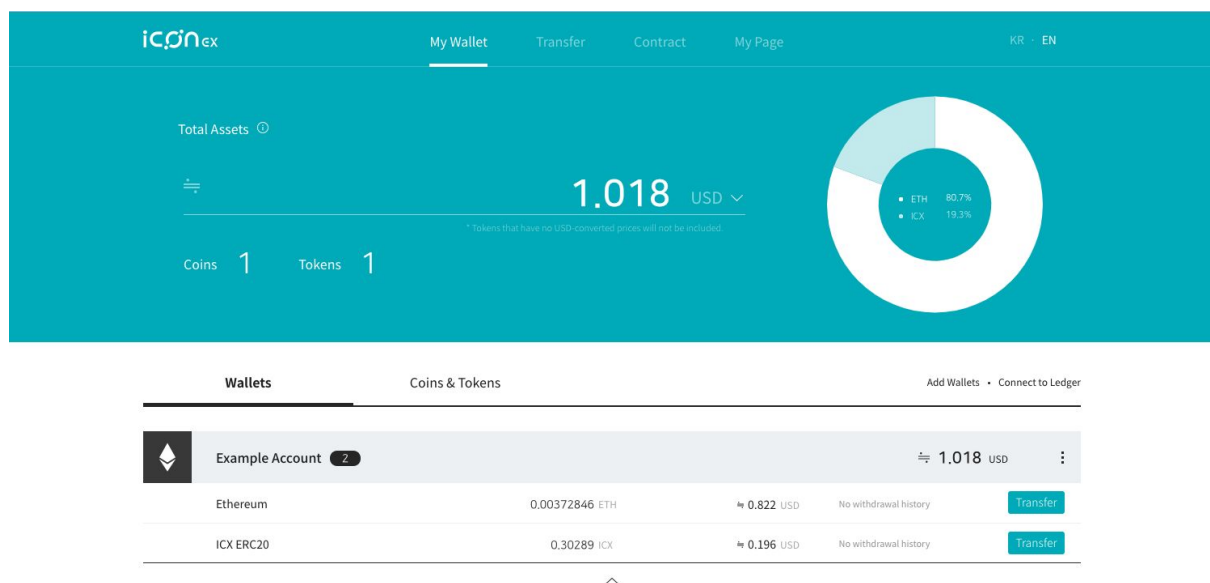 icon ex My Wallet Transfer Contract My Page KR · EN
Total Assets
≒ 1.018 USD
* Tokens that have no USD-converted prices will not be included.
Coins 1 Tokens 1
• ETH 80.7%
• ICX 19.3%
Wallets Coins & Tokens Add Wallets • Connect to Ledger
Example Account 2 ≒ 1.018 USD
Ethereum 0.00372846 ETH ≒ 0.822 USD No withdrawal history Transfer
ICX ERC20 0.30289 ICX ≒ 0.196 USD No withdrawal history Transfer